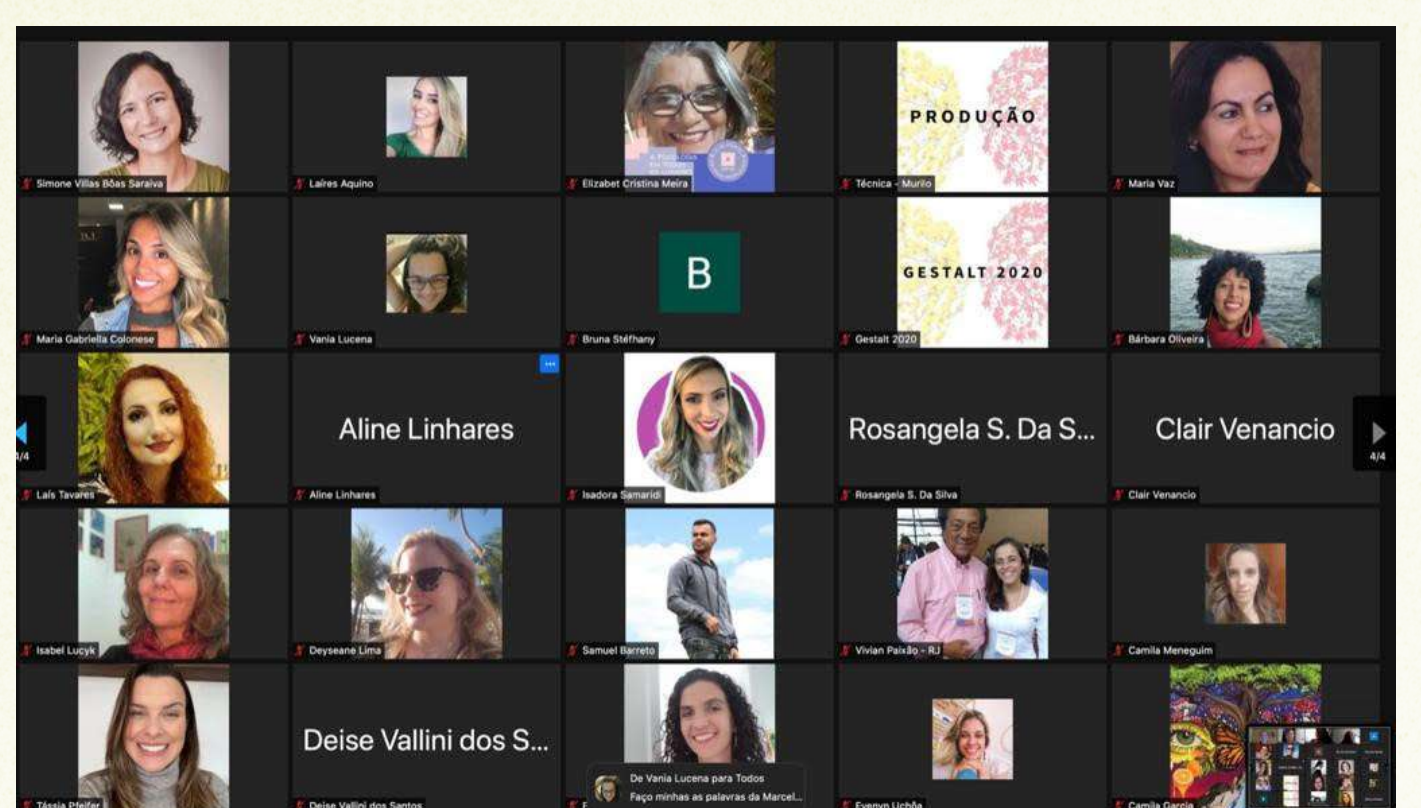 Simone Villas Bôas Saraiva
Laíres Aquino
Elizabet Cristina Meira
PRODUÇÃO
Técnica - Murilo
Maria Vaz
Maria Gabriella Colonese
Vania Lucena
B
Bruna Stéfhany
GESTALT 2020
Gestalt 2020
Bárbara Oliveira
4/4
Laís Tavares
Aline Linhares
Aline Linhares
Isadora Samaridi
Rosangela S. Da S...
Rosangela S. Da Silva
Clair Venancio
Clair Venancio
4/4
Isabel Lucyk
Deyseane Lima
Samuel Barreto
Vivian Paixão - RJ
Camila Meneguim
Tássia Pfeifer
Deise Vallini dos S...
Deise Vallini dos Santos
De Vania Lucena para Todos
Faço minhas as palavras da Marcel...
Evenyn Uchôa
Camila Garcia